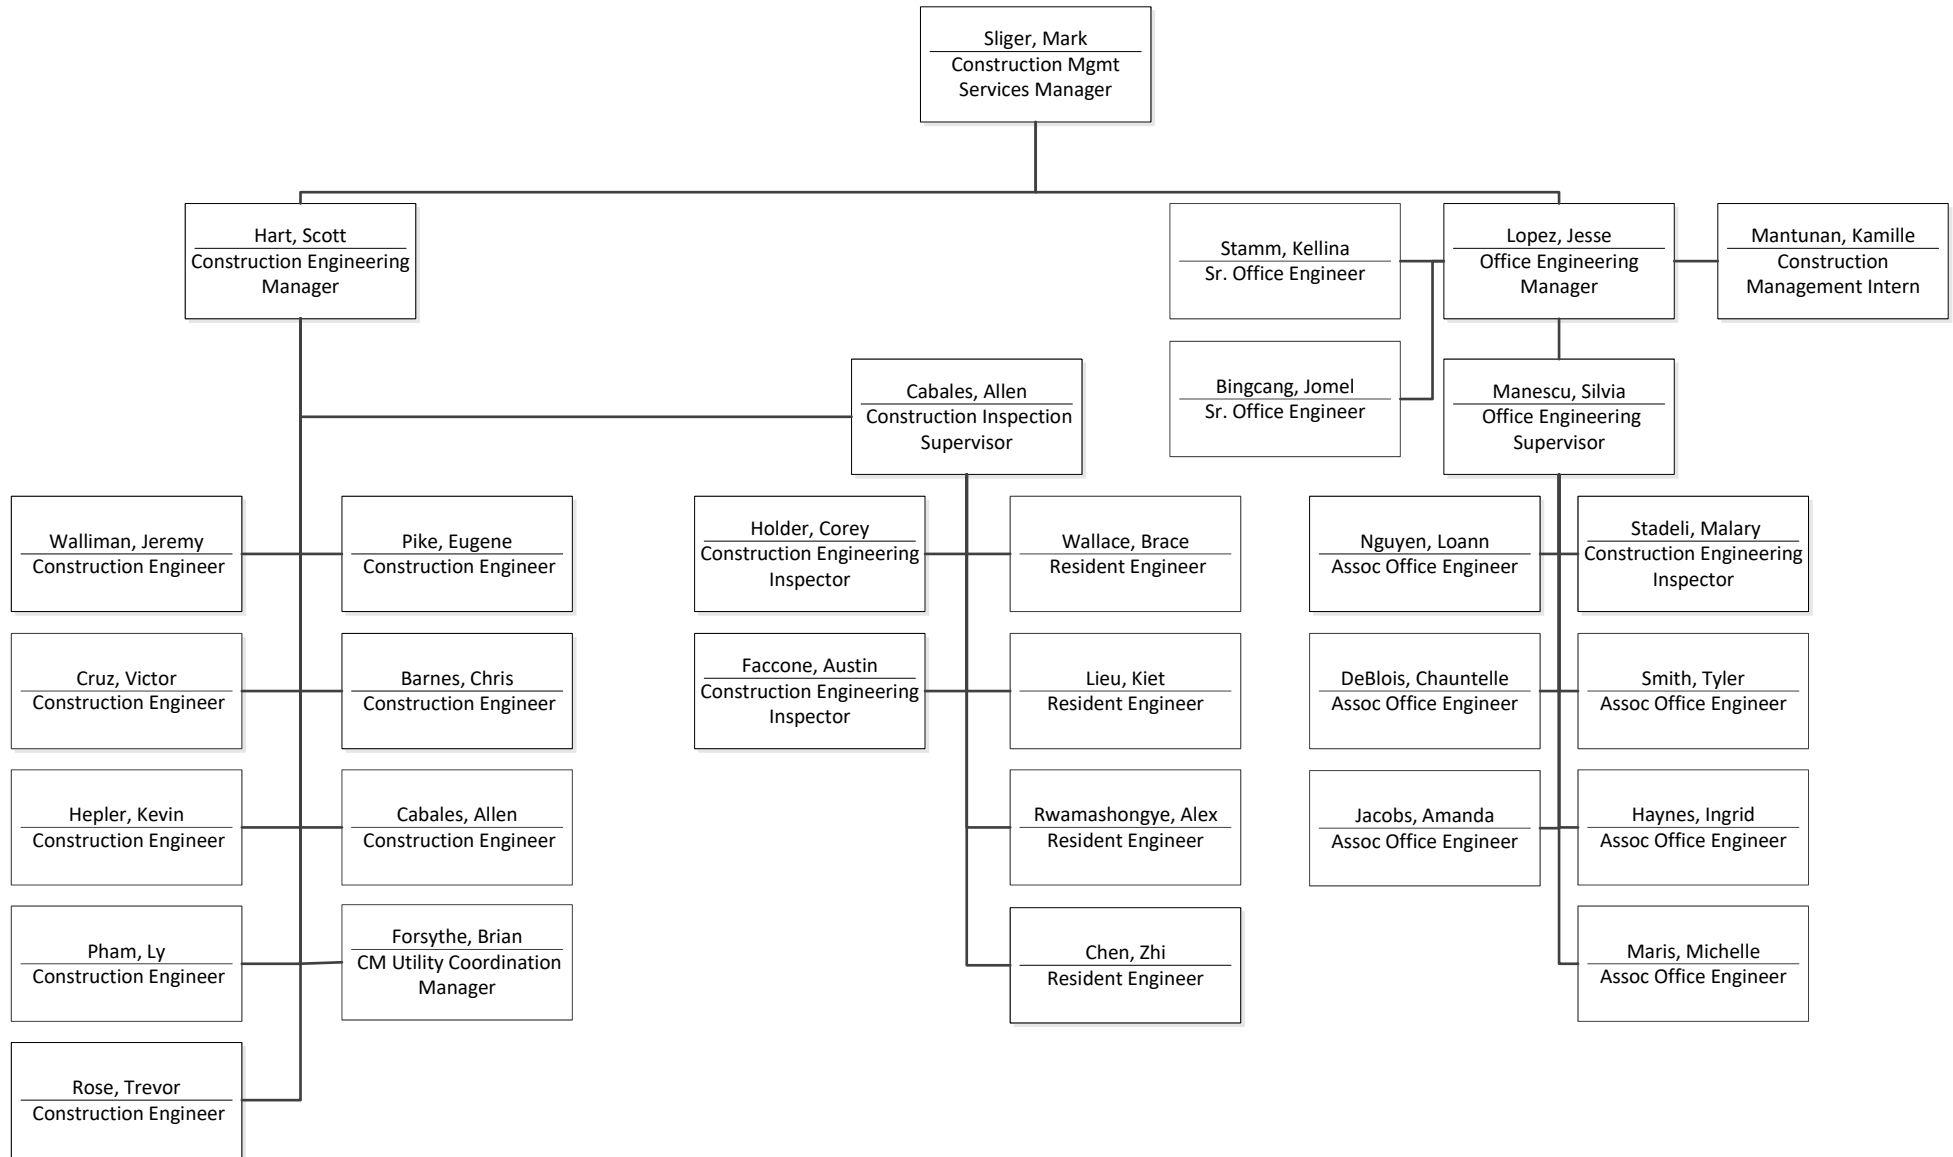 Sliger, Mark
Construction Mgmt
Services Manager
Hart, Scott
Construction Engineering
Manager
Stamm, Kellina
Sr. Office Engineer
Lopez, Jesse
Office Engineering
Manager
Mantunan, Kamille
Construction
Management Intern
Bingcang, Jomel
Sr. Office Engineer
Cabales, Allen
Construction Inspection
Supervisor
Manescu, Silvia
Office Engineering
Supervisor
Walliman, Jeremy
Construction Engineer
Pike, Eugene
Construction Engineer
Cruz, Victor
Construction Engineer
Barnes, Chris
Construction Engineer
Hepler, Kevin
Construction Engineer
Cabales, Allen
Construction Engineer
Pham, Ly
Construction Engineer
Forsythe, Brian
CM Utility Coordination
Manager
Rose, Trevor
Construction Engineer
Holder, Corey
Construction Engineering
Inspector
Wallace, Brace
Resident Engineer
Faccone, Austin
Construction Engineering
Inspector
Lieu, Kiet
Resident Engineer
Rwamashongye, Alex
Resident Engineer
Chen, Zhi
Resident Engineer
Nguyen, Loann
Assoc Office Engineer
Stadeli, Malary
Construction Engineering
Inspector
DeBlois, Chauntelle
Assoc Office Engineer
Smith, Tyler
Assoc Office Engineer
Jacobs, Amanda
Assoc Office Engineer
Haynes, Ingrid
Assoc Office Engineer
Maris, Michelle
Assoc Office Engineer